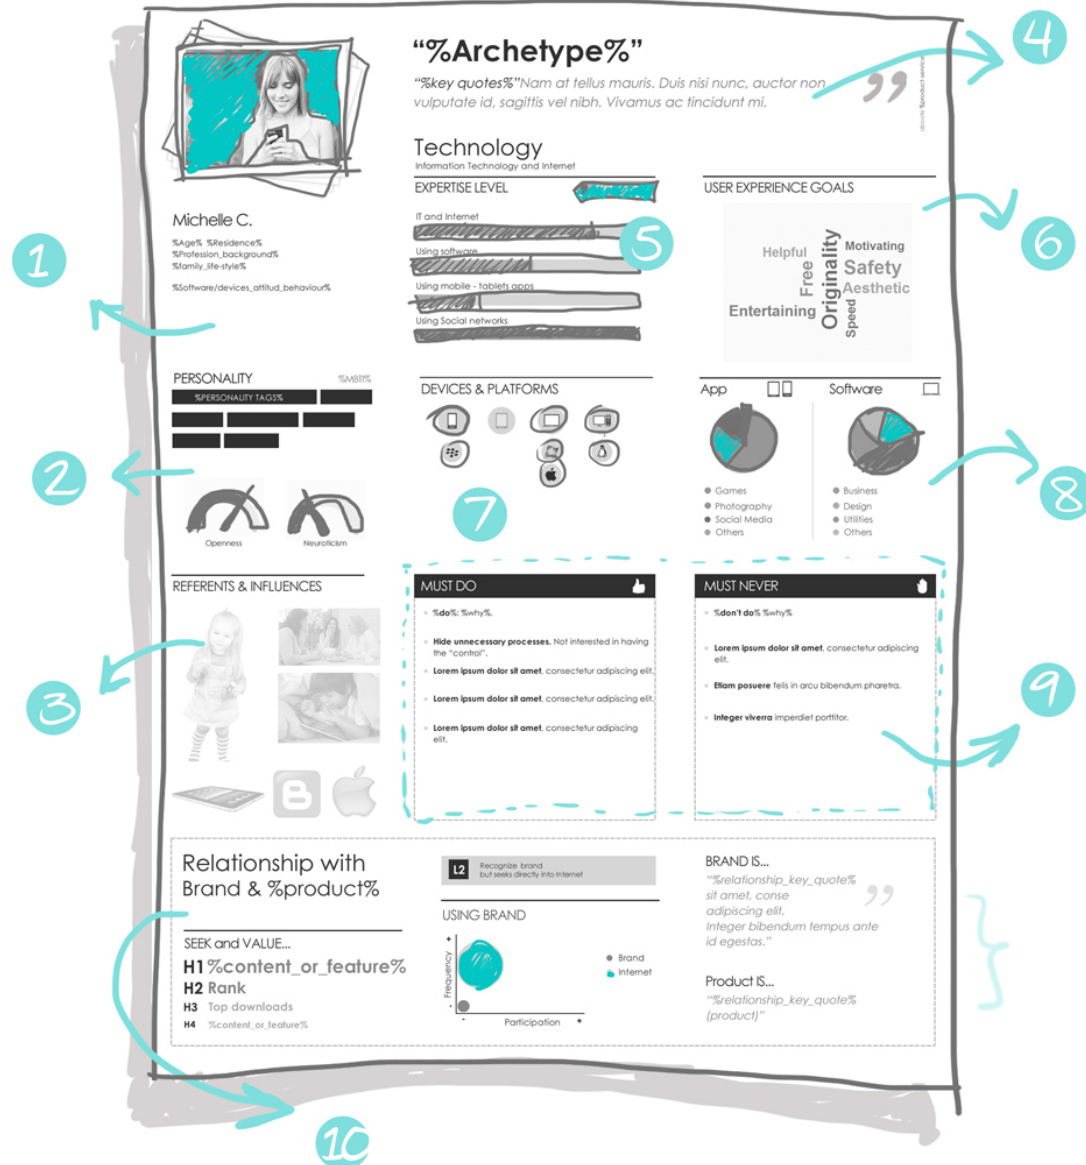 4
“%Archetype%”
“%key quotes%”Nam at tellus mauris. Duis nisi nunc, auctor non
vulputate id, sagittis vel nibh. Vivamus ac tincidunt mi.
”
Technology
Information Technology and Internet
EXPERTISE LEVEL
IT and Internet
Using software
Using mobile - tablets apps
Using Social networks
5
USER EXPERIENCE GOALS
6
Helpful
Free
Originality
Motivating
Safety
Aesthetic
Entertaining
Speed
Michelle C.
%Age% %Residence%
%Profession_background%
%family_life-style%
%Software/devices_attitud_behaviour%
1
PERSONALITY
%MBTI%
%PERSONALITY TAGS%
2
Openness
Neuroticism
DEVICES & PLATFORMS
7
App
Software
Games
Photography
Social Media
Others
Business
Design
Utilities
Others
8
REFERENTS & INFLUENCES
3
MUST DO
%do%: %why%.
Hide unnecessary processes. Not interested in having
the “control”.
Lorem ipsum dolor sit amet, consectetur adipiscing elit.
Lorem ipsum dolor sit amet, consectetur adipiscing elit.
Lorem ipsum dolor sit amet, consectetur adipiscing
elit.
MUST NEVER
%don't do% %why%
Lorem ipsum dolor sit amet, consectetur adipiscing
elit.
Etiam posuere felis in arcu bibendum pharetra.
Integer viverra imperdiet porttitor.
9
Relationship with
Brand & %product%
SEEK and VALUE...
H1 %content_or_feature%
H2 Rank
H3 Top downloads
H4 %content_or_feature%
10
L2
Recognize brand
but seeks directly into Internet
USING BRAND
+
Frequency
-
- Participation +
Brand
Internet
BRAND IS...
“%relationship_key_quote%
sit amet, conse
adipiscing elit.
Integer bibendum tempus ante
id egestas.”
”
Product IS...
“%relationship_key_quote%
(product)”